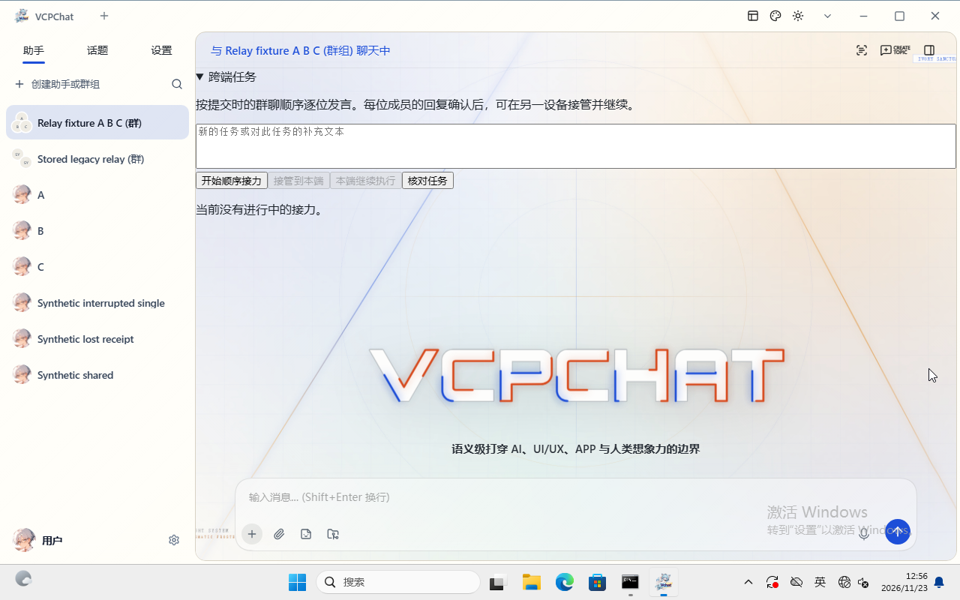 VCPChat
助手 话题 设置
与 Relay fixture A B C (群组) 聊天中
创建助手或群组
▼ 跨端任务
按提交时的群聊顺序逐位发言。每位成员的回复确认后，可在另一设备接管并继续。
Relay fixture A B C (群)
新的任务或对此任务的补充文本
Stored legacy relay (群)
开始顺序接力 接管到本端 本端继续执行 核对任务
A
当前没有进行中的接力。
B
C
Synthetic interrupted single
Synthetic lost receipt
Synthetic shared
VCPCHAT
语义级打穿 AI、UI/UX、APP 与人类想象力的边界
输入消息... (Shift+Enter 换行)
激活 Windows
转到"设置"以激活 Windows
用户
搜索
英
12:56
2026/11/23